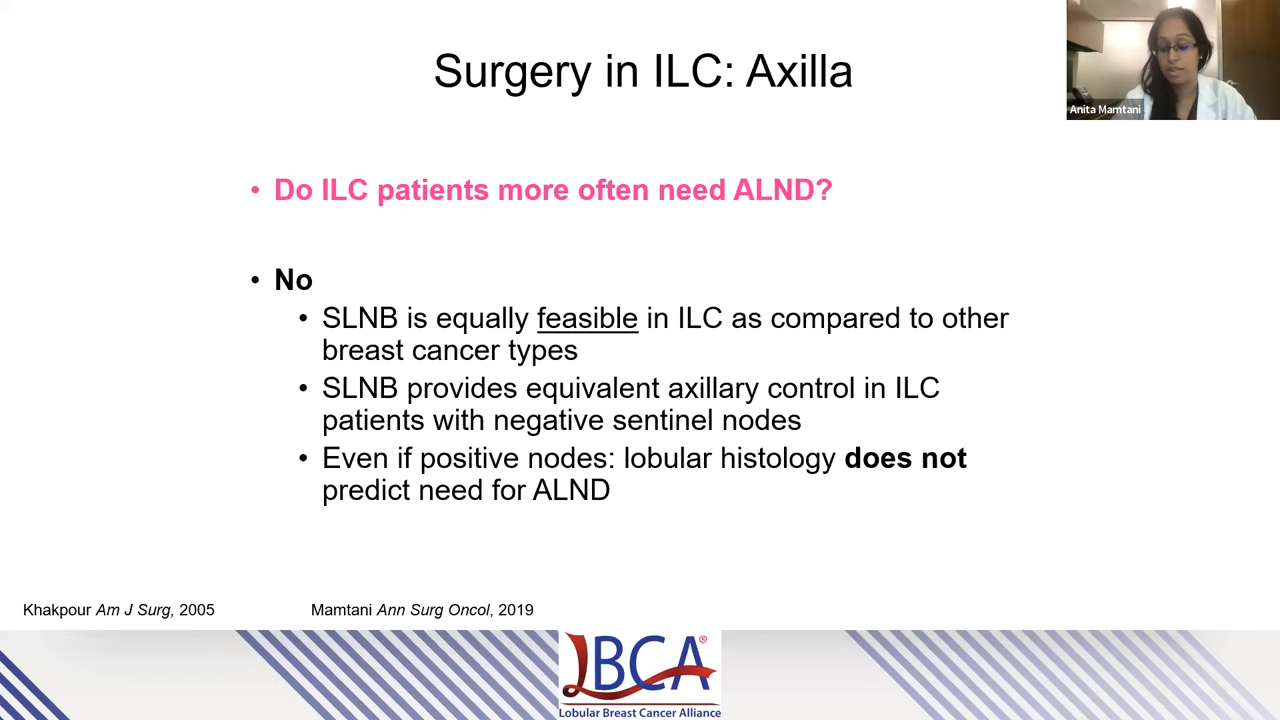 Surgery in ILC: Axilla
Anita Mamtani
• Do ILC patients more often need ALND?
• No
• SLNB is equally feasible in ILC as compared to other
breast cancer types
• SLNB provides equivalent axillary control in ILC
patients with negative sentinel nodes
• Even if positive nodes: lobular histology does not
predict need for ALND
Khakpour Am J Surg, 2005
Mamtani Ann Surg Oncol, 2019
LBCA®
Lobular Breast Cancer Alliance